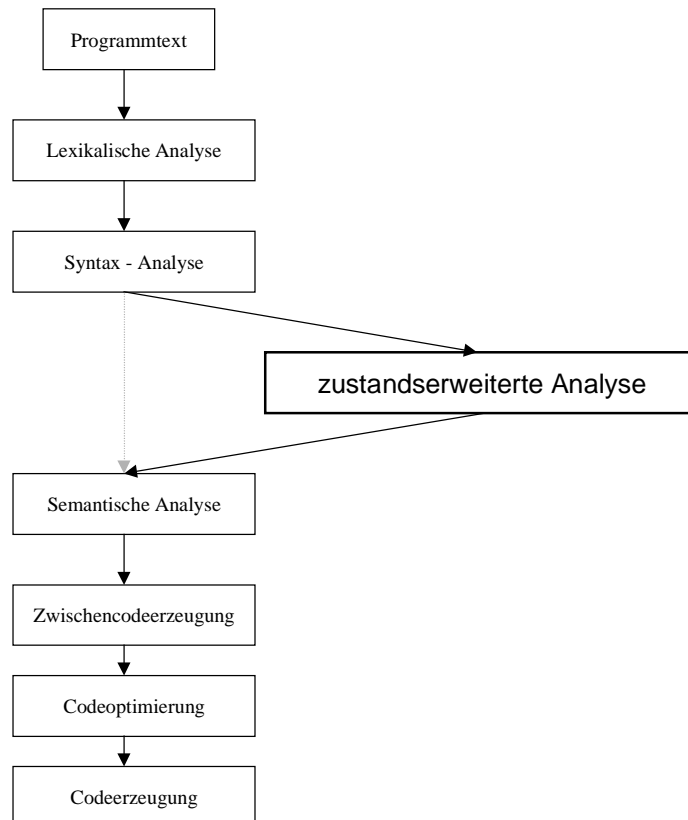 Programmtext
Lexikalische Analyse
Syntax - Analyse
zustandserweiterte Analyse
Semantische Analyse
Zwischencodeerzeugung
Codeoptimierung
Codeerzeugung